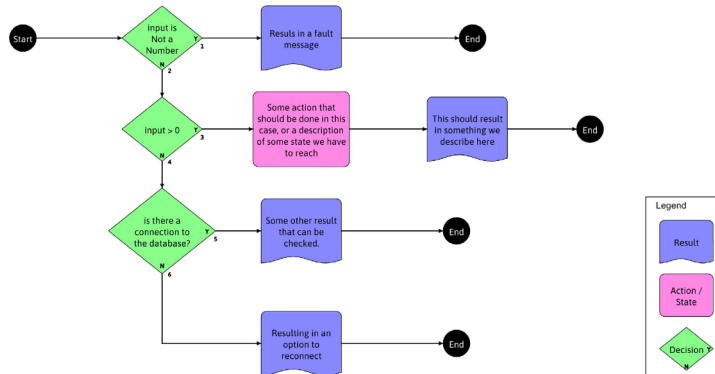 Start
input is
Not a
Number
Y
1
N
2
Resuls in a fault
message
End
input > 0
Y
3
N
4
Some action that
should be done in this
case, or a description
of some state we have
to reach
This should result
in something we
describe here
End
is there a
connection to
the database?
Y
5
N
6
Some other result
that can be
checked.
End
Resulting in an
option to
reconnect
End
Legend
Result
Action /
State
Decision
Y
N